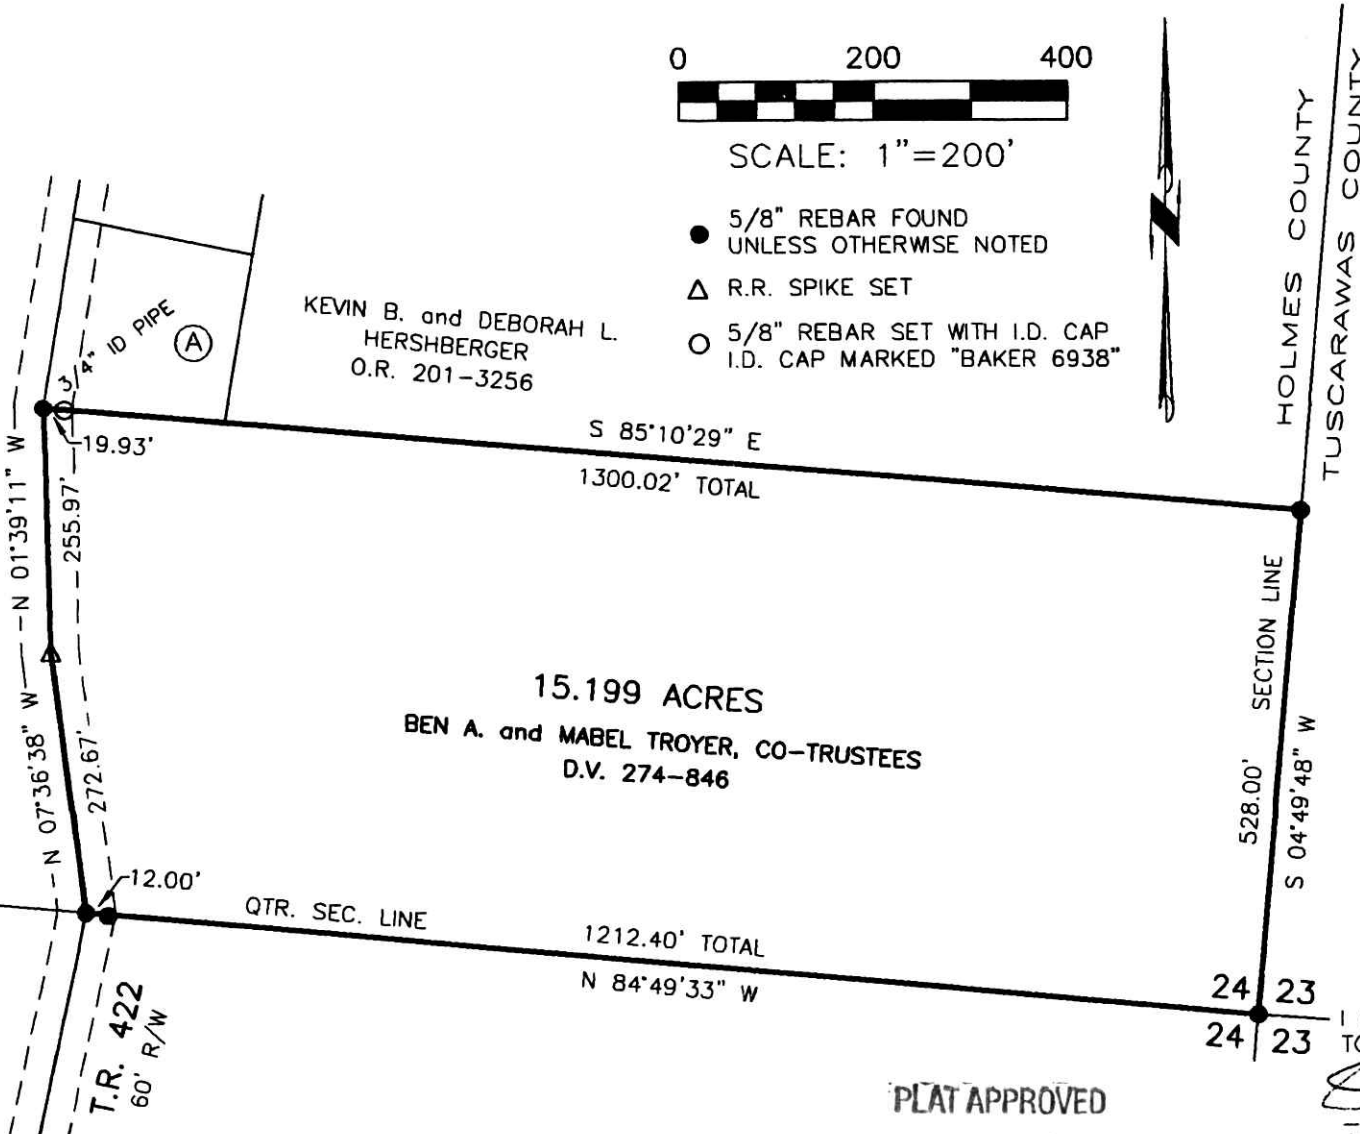 0 200 400
SCALE: 1"=200'
5/8" REBAR FOUND
UNLESS OTHERWISE NOTED
R.R. SPIKE SET
5/8" REBAR SET WITH I.D. CAP
I.D. CAP MARKED "BAKER 6938"
HOLMES COUNTY
TUSCARAWAS COUNTY
3/4" ID PIPE
A
KEVIN B. and DEBORAH L.
HERSHBERGER
O.R. 201-3256
19.93'
S 85°10'29" E
1300.02' TOTAL
N 01°39'11" W
255.97'
N 07°36'38" W
272.67'
15.199 ACRES
BEN A. and MABEL TROYER, CO-TRUSTEES
D.V. 274-846
SECTION LINE
528.00'
S 04°49'48" W
12.00'
QTR. SEC. LINE
1212.40' TOTAL
N 84°49'33" W
24 23
24 23
T.R. 422
60' R/W
PLAT APPROVED